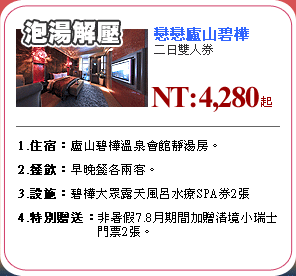 泡湯解壓
戀戀廬山碧樺
二日雙人券
NT:4,280起
1.住宿：廬山碧樺溫泉會館靜湯房。
2.餐飲：早晚餐各兩客。
3.設施：碧樺大眾露天風呂水療SPA券2張
4.特別贈送：非暑假7.8月期間加贈清境小瑞士
門票2張。